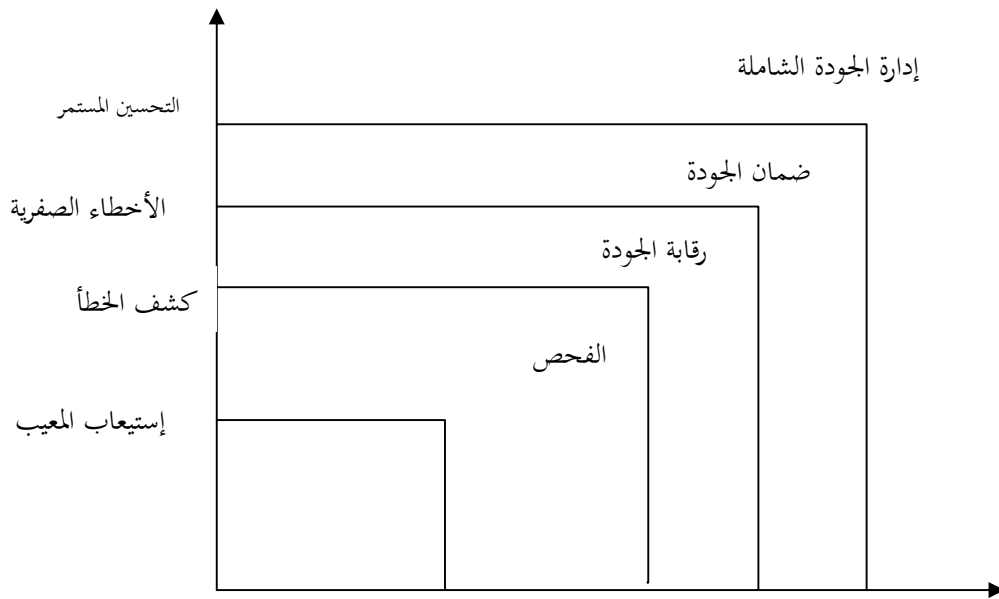 إدارة الجودة الشاملة
التحسين المستمر
ضمان الجودة
الأخطاء الصفرية
رقابة الجودة
كشف الخطأ
الفحص
إستيعاب المعيب